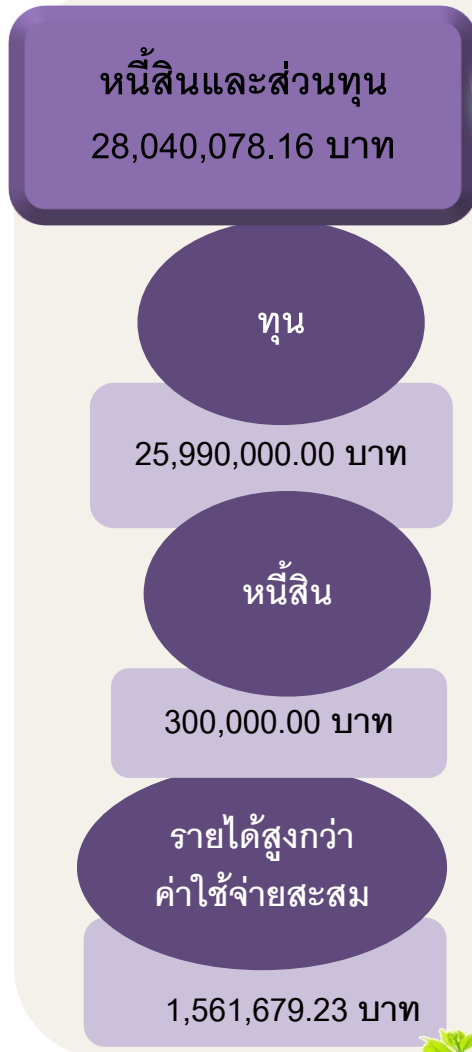 หนี้สินและส่วนทุน
28,040,078.16 บาท
ทุน
25,990,000.00 บาท
หนี้สิน
300,000.00 บาท
รายได้สูงกว่า
ค่าใช้จ่ายสะสม
1,561,679.23 บาท